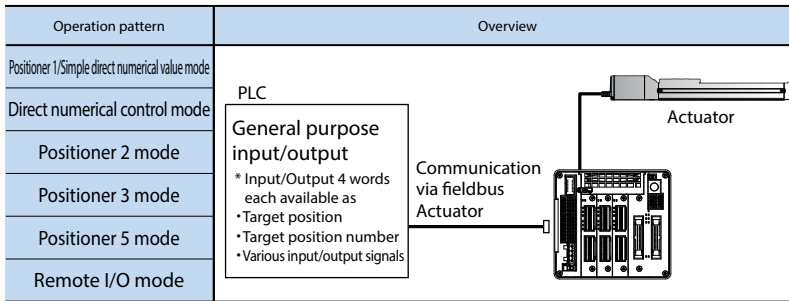 Operation pattern
Overview
Positioner 1/Simple direct numerical value mode
Direct numerical control mode
Positioner 2 mode
Positioner 3 mode
Positioner 5 mode
Remote I/O mode
PLC
General purpose
input/output
* Input/Output 4 words
each available as
・Target position
・Target position number
・Various input/output signals
Communication
via fieldbus
Actuator
Actuator